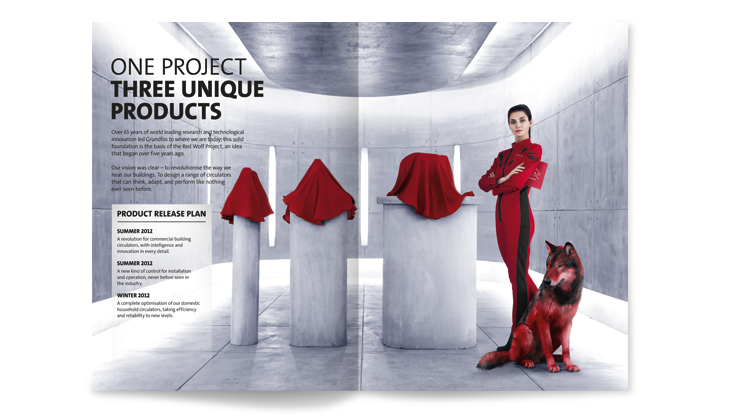 ONE PROJECT
THREE UNIQUE
PRODUCTS
Over 65 years of world leading research and technological
innovation led Grundfos to where we are today; this solid
foundation is the basis of the Red Wolf Project, an idea
that began over five years ago.
Our vision was clear – to revolutionise the way we
heat our buildings. To design a range of circulators
that can think, adapt, and perform like nothing
ever seen before.
PRODUCT RELEASE PLAN
SUMMER 2012
A revolution for commercial building
circulators, with intelligence and
innovation in every detail.
SUMMER 2012
A new kind of control for installation
and operation, never before seen in
the industry.
WINTER 2012
A complete optimisation of our domestic
household circulators, taking efficiency
and reliability to new levels